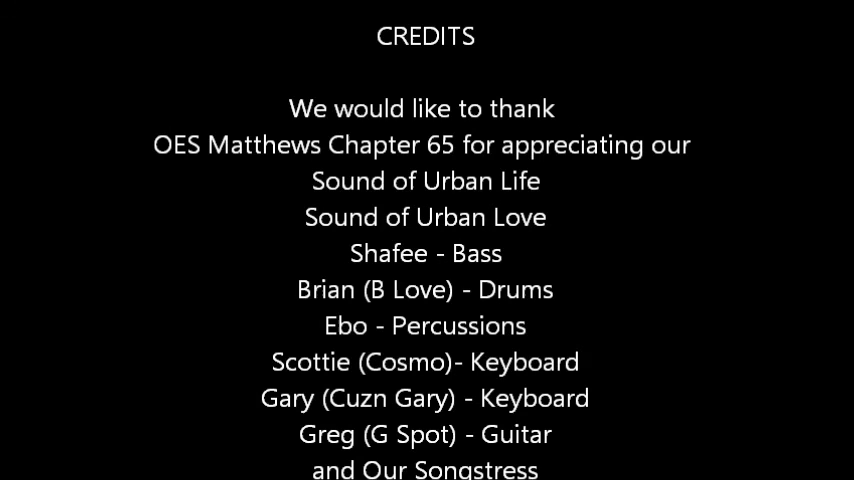 CREDITS
We would like to thank
OES Matthews Chapter 65 for appreciating our
Sound of Urban Life
Sound of Urban Love
Shafee - Bass
Brian (B Love) - Drums
Ebo - Percussions
Scottie (Cosmo)- Keyboard
Gary (Cuzn Gary) - Keyboard
Greg (G Spot) - Guitar
and Our Songstress